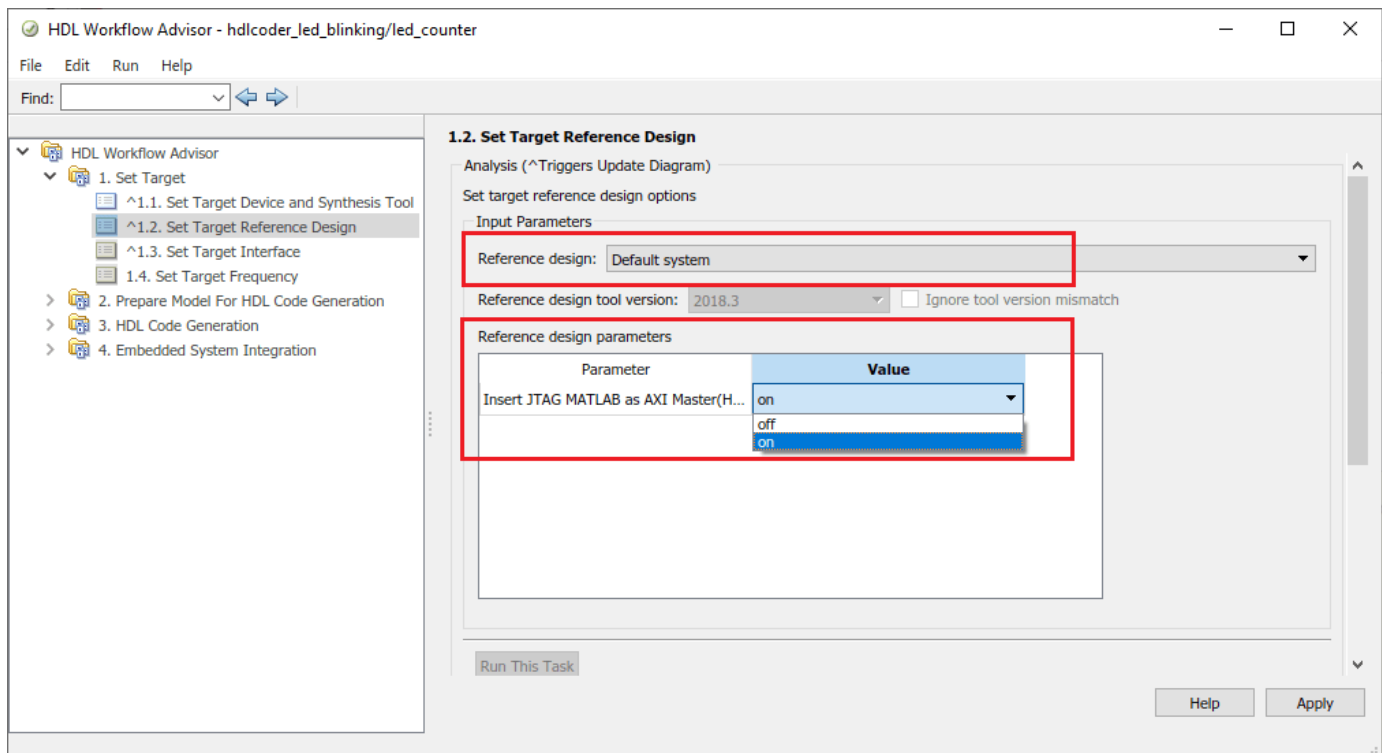 HDL Workflow Advisor - hdlcoder_led_blinking/led_counter
File Edit Run Help
Find:
HDL Workflow Advisor
1. Set Target
^1.1. Set Target Device and Synthesis Tool
^1.2. Set Target Reference Design
^1.3. Set Target Interface
1.4. Set Target Frequency
2. Prepare Model For HDL Code Generation
3. HDL Code Generation
4. Embedded System Integration
1.2. Set Target Reference Design
Analysis (^Triggers Update Diagram)
Set target reference design options
Input Parameters
Reference design: Default system
Reference design tool version: 2018.3 Ignore tool version mismatch
Reference design parameters
Parameter Value
Insert JTAG MATLAB as AXI Master(H... on
off
on
Run This Task
Help Apply